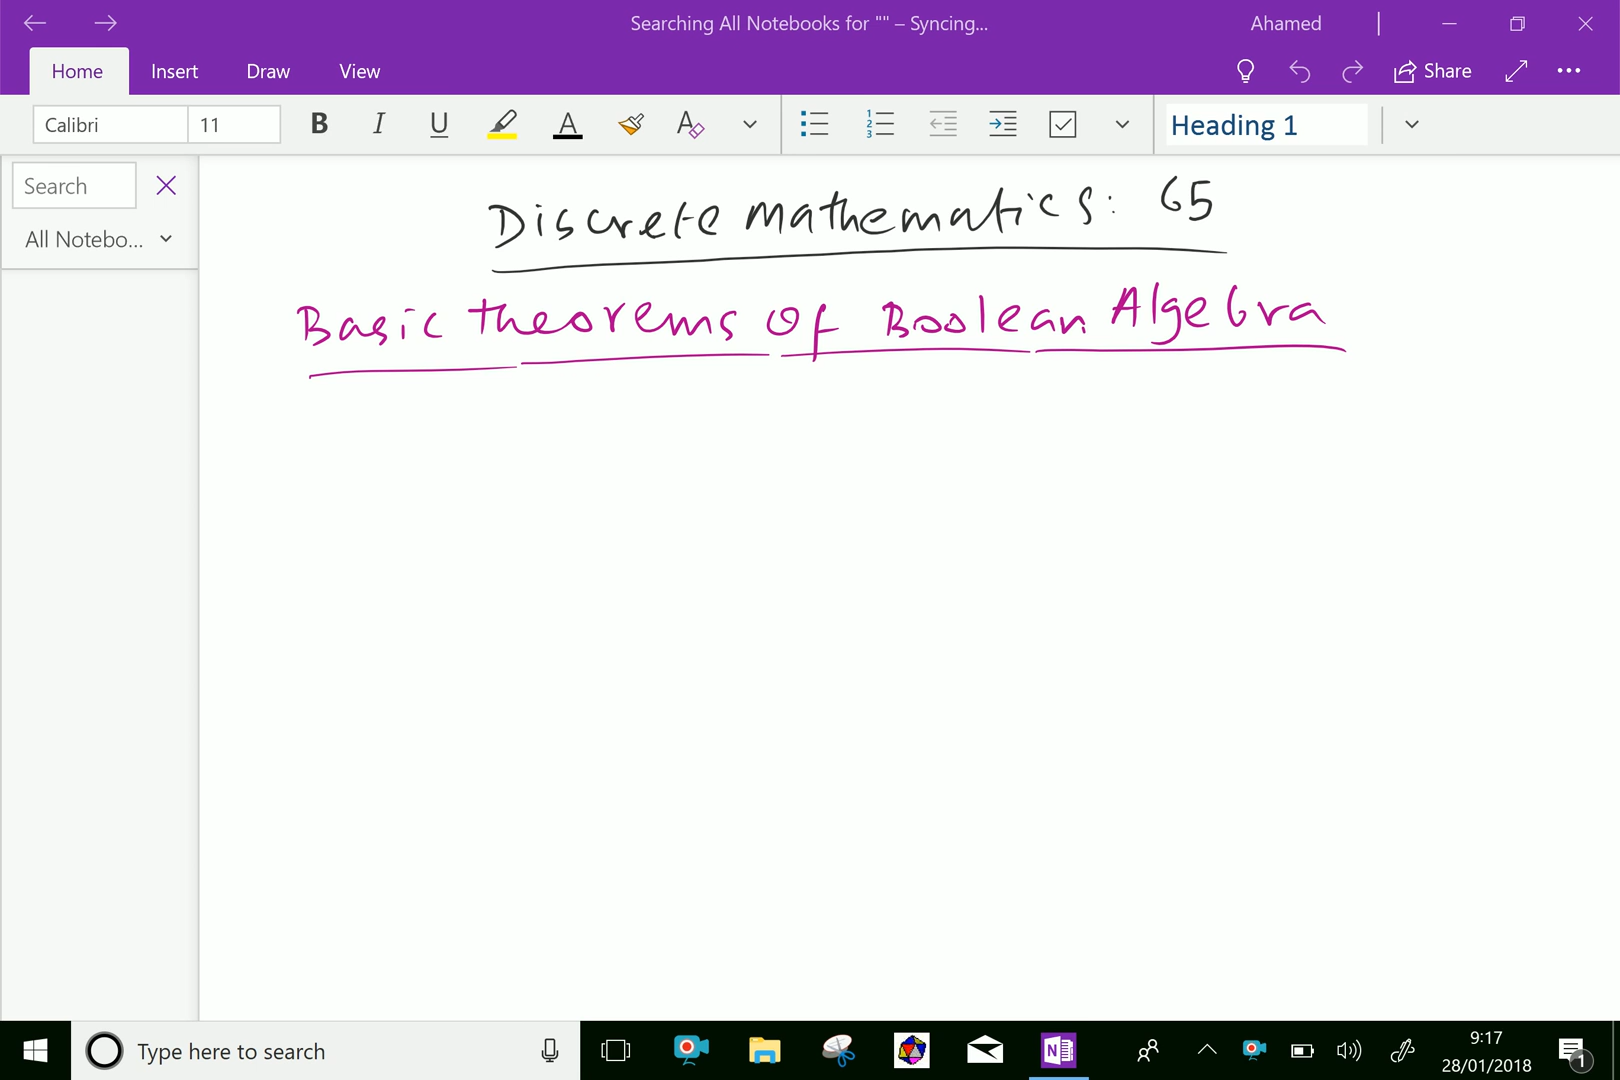 Searching All Notebooks for "" – Syncing...
Ahamed
Home Insert Draw View
Share
Calibri 11 B I U A A
Heading 1
Search
All Notebo...
Discrete Mathematics: 65
Basic theorems of Boolean Algebra
Type here to search
9:17
28/01/2018
1